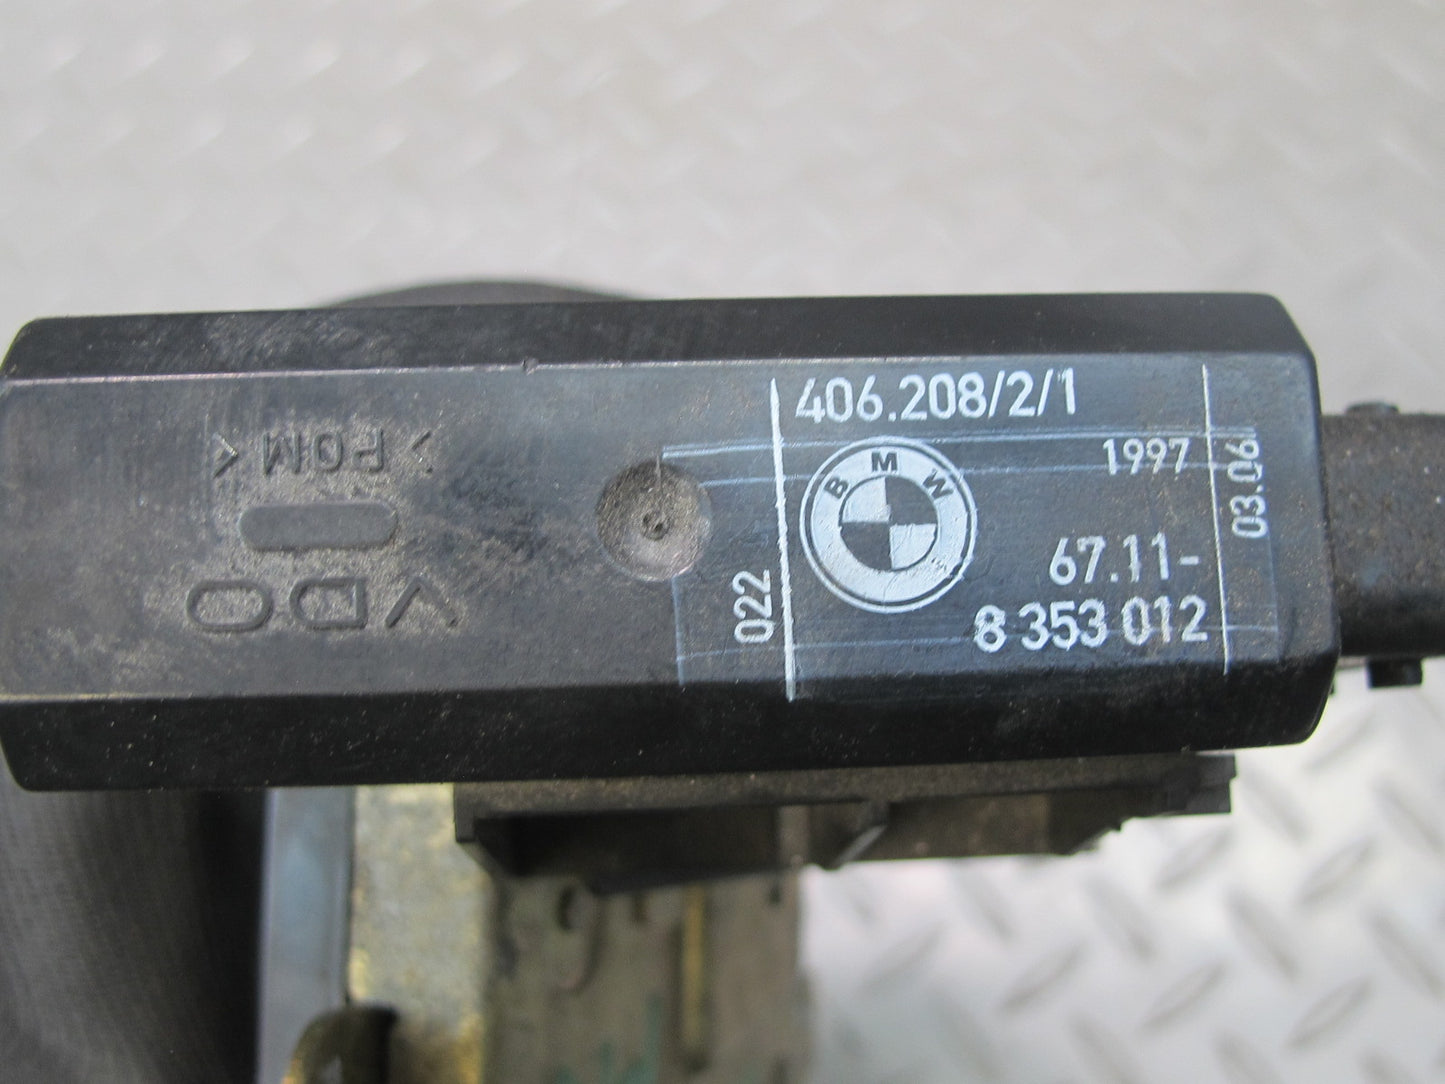 406.208/2/1
1997
03.06
BMW
67.11-
8 353 012
022
>POM<
VDO